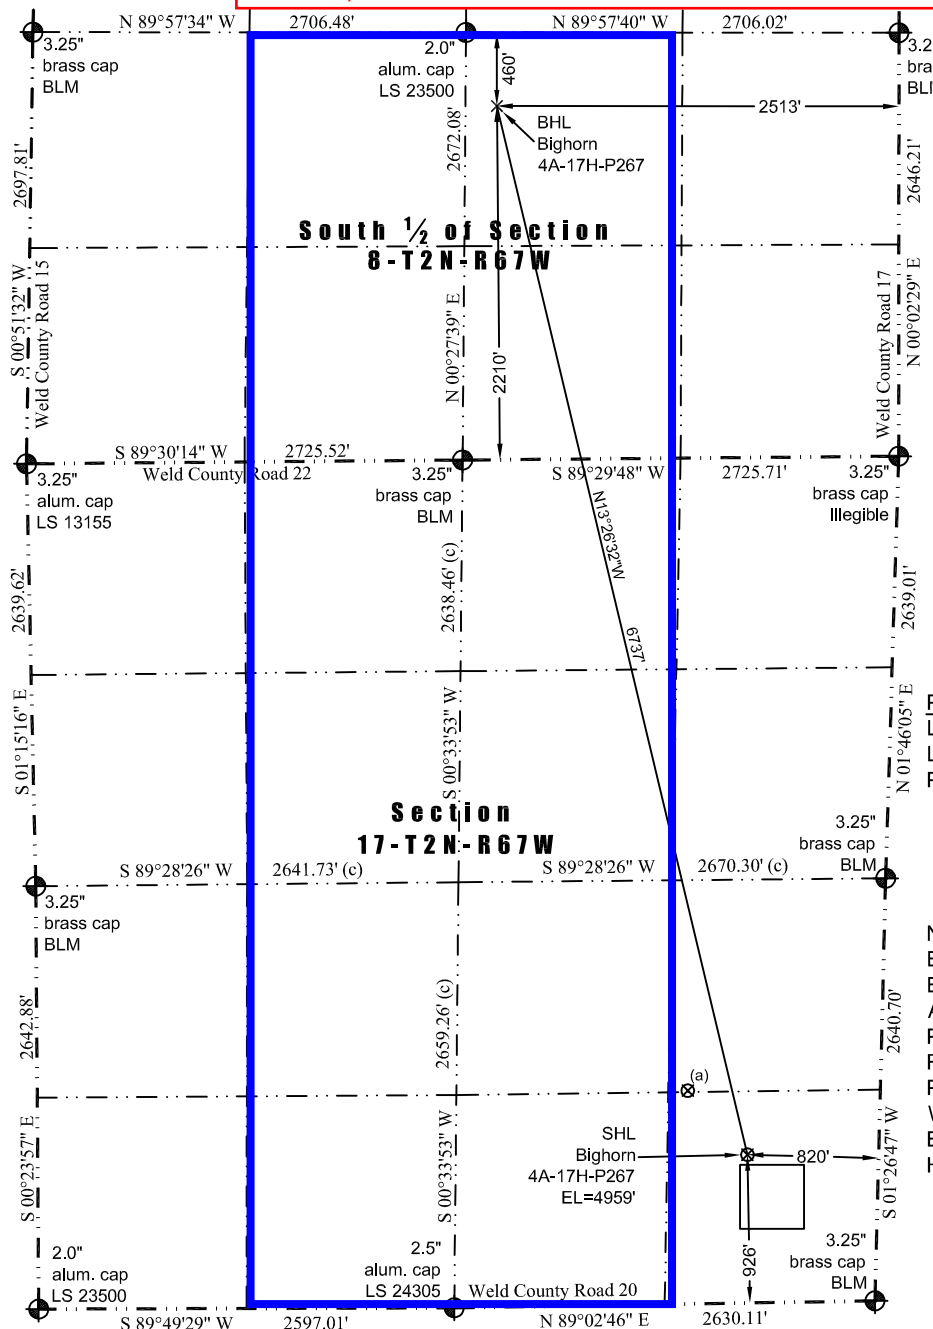 N 89°57'34" W 2706.48' N 89°57'40" W 2706.02'
3.25"
brass cap
BLM
2.0"
alum. cap
LS 23500
460'
2513'
BHL
Bighorn
4A-17H-P267
2697.81'
2672.08'
2646.21'
South ½ of Section
8-T2N-R67W
S 00°51'32" W
Weld County Road 15
N 00°27'39" E
2210'
Weld County Road 17
N 00°02'29" E
S 89°30'14" W 2725.52' S 89°29'48" W 2725.71'
Weld County Road 22
3.25"
alum. cap
LS 13155
3.25"
brass cap
BLM
3.25"
brass cap
Illegible
N13°26'32"W
6737'
2639.62'
2638.46' (c)
2639.01'
S 01°15'16" E
S 00°33'53" W
N 01°46'05" E
Section
17-T2N-R67W
3.25"
brass cap
BLM
S 89°28'26" W 2641.73' (c) S 89°28'26" W 2670.30' (c)
3.25"
brass cap
BLM
2642.88'
2659.26' (c)
2640.70'
(a)
S 00°23'57" E
S 00°33'53" W
SHL
Bighorn
4A-17H-P267
EL=4959'
820'
926'
S 01°26'47" W
2.0"
alum. cap
LS 23500
2.5"
alum. cap
LS 24305
Weld County Road 20
3.25"
brass cap
BLM
S 89°49'29" W 2597.01' N 89°02'46" E 2630.11'